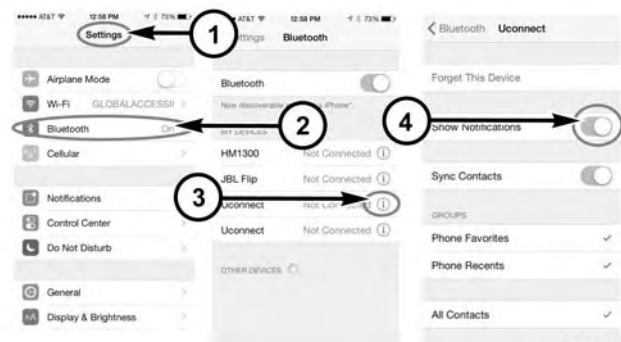 AT&T 12:58 PM 73%
Settings
Airplane Mode
Wi-Fi GLOBALACCESSII
Bluetooth On
Cellular
Notifications
Control Center
Do Not Disturb
General
Display & Brightness
1
AT&T 12:58 PM 73%
Bluetooth
Bluetooth
Now discoverable iPhone".
2
MY DEVICES
HM1300 Not Connected
JBL Flip Not Connected
3
Uconnect Not Connected
Uconnect Not Connected
OTHER DEVICES
Bluetooth Uconnect
Forget This Device
4
Show Notifications
Sync Contacts
GROUPS
Phone Favorites
Phone Recents
All Contacts